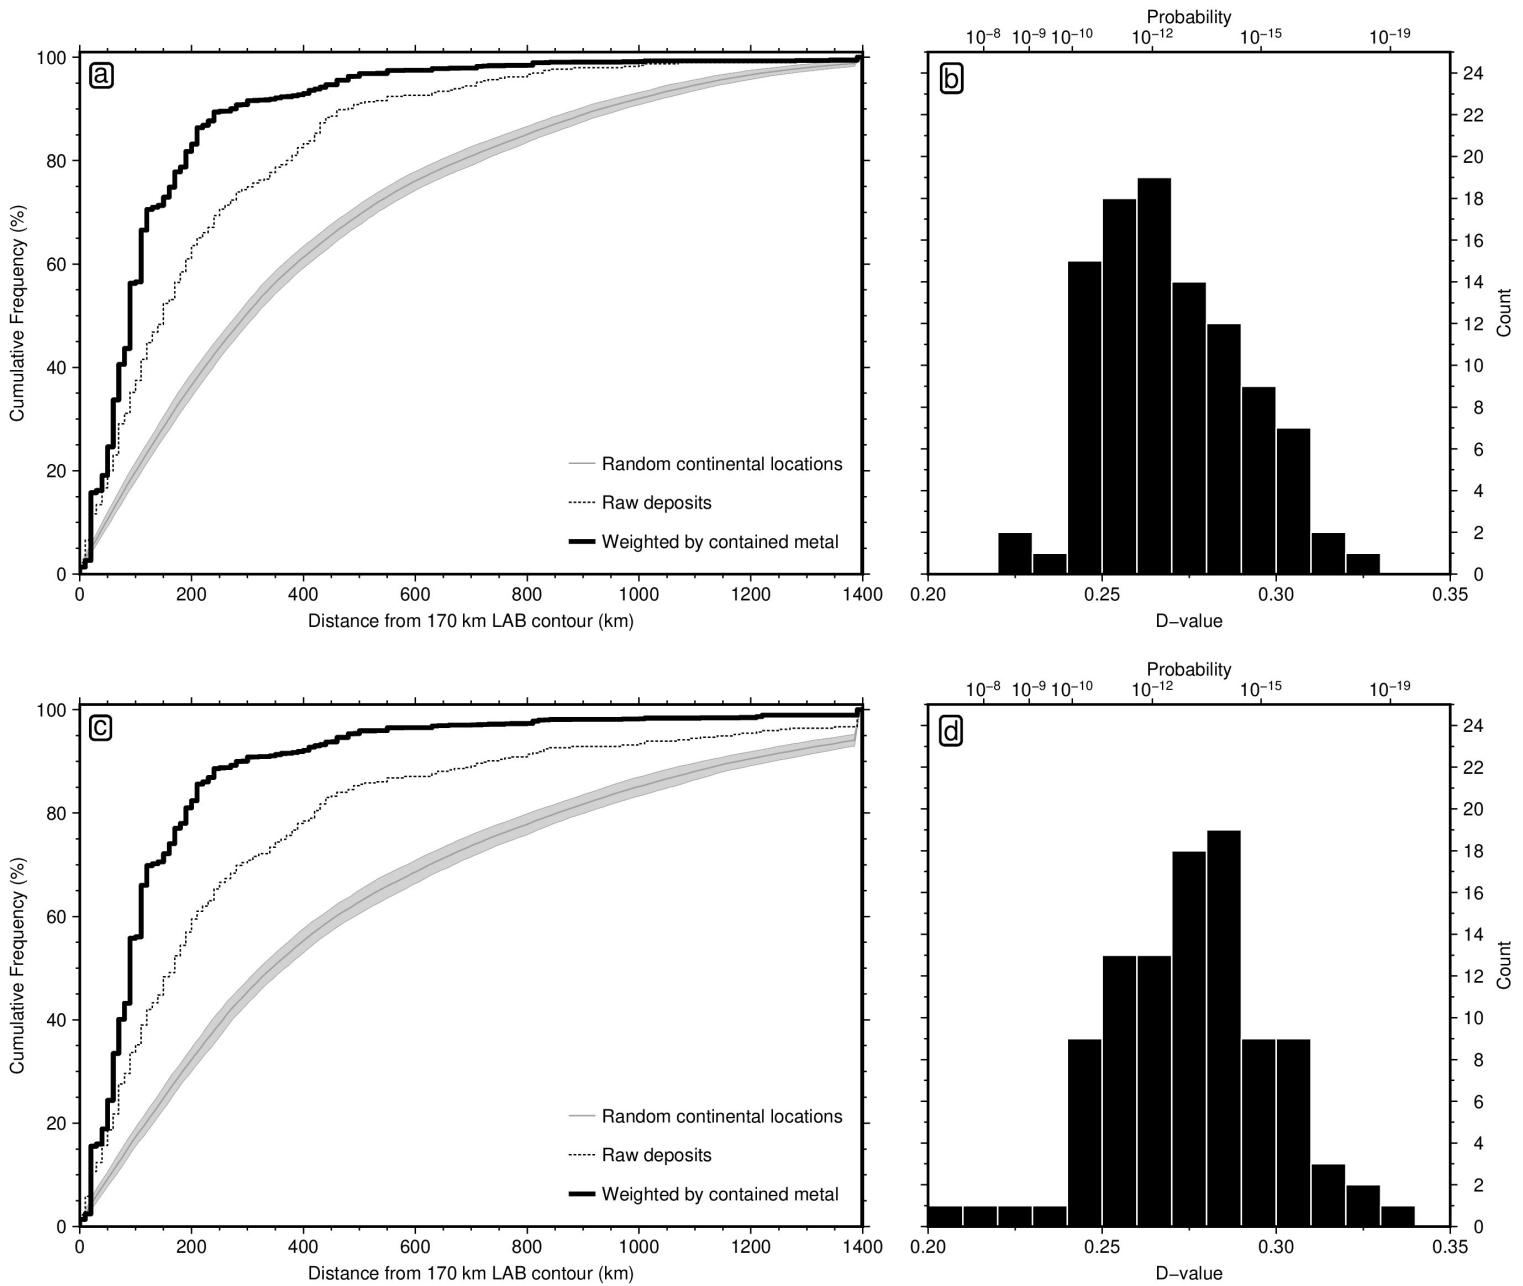 a
100
80
60
40
20
0
Cumulative Frequency (%)
Random continental locations
Raw deposits
Weighted by contained metal
0 200 400 600 800 1000 1200 1400
Distance from 170 km LAB contour (km)
Probability
10⁻⁸ 10⁻⁹ 10⁻¹⁰ 10⁻¹² 10⁻¹⁵ 10⁻¹⁹
b
24
22
20
18
16
14
12
10
8
6
4
2
0
Count
0.20 0.25 0.30 0.35
D−value
c
100
80
60
40
20
0
Cumulative Frequency (%)
Random continental locations
Raw deposits
Weighted by contained metal
0 200 400 600 800 1000 1200 1400
Distance from 170 km LAB contour (km)
Probability
10⁻⁸ 10⁻⁹ 10⁻¹⁰ 10⁻¹² 10⁻¹⁵ 10⁻¹⁹
d
24
22
20
18
16
14
12
10
8
6
4
2
0
Count
0.20 0.25 0.30 0.35
D−value